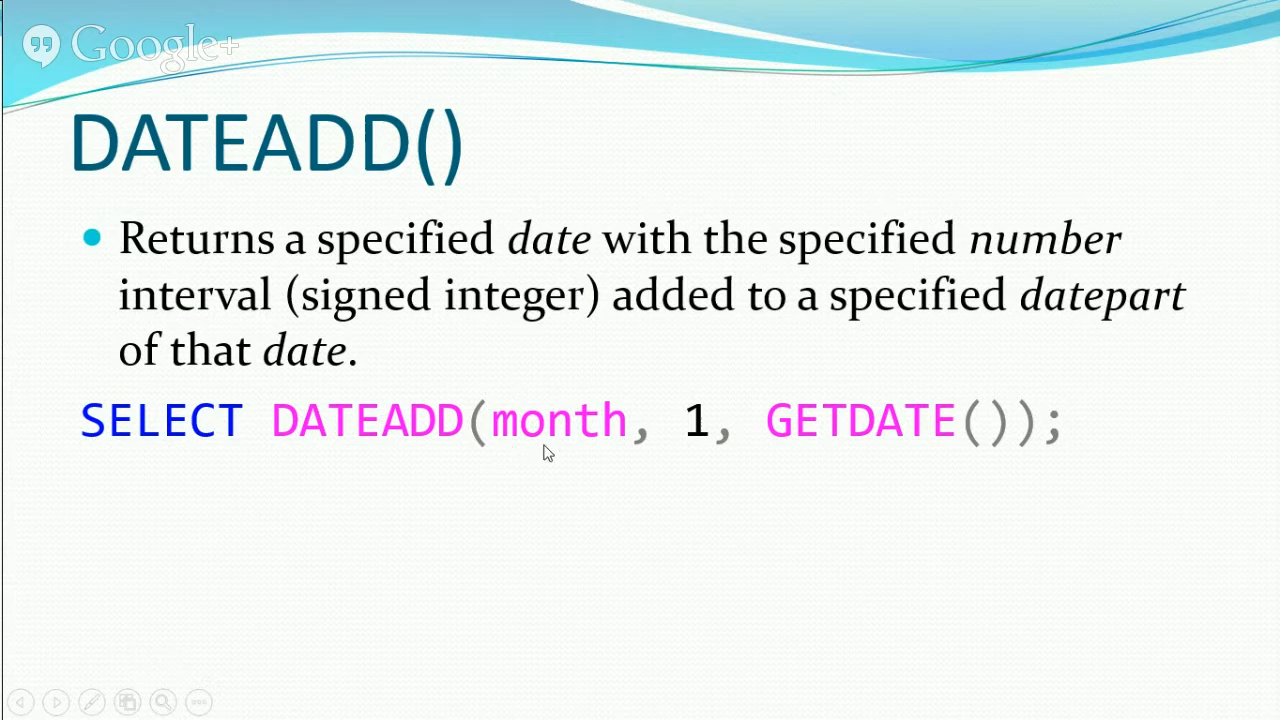 Google+
DATEADD()
Returns a specified date with the specified number
interval (signed integer) added to a specified datepart
of that date.
SELECT DATEADD(month, 1, GETDATE());